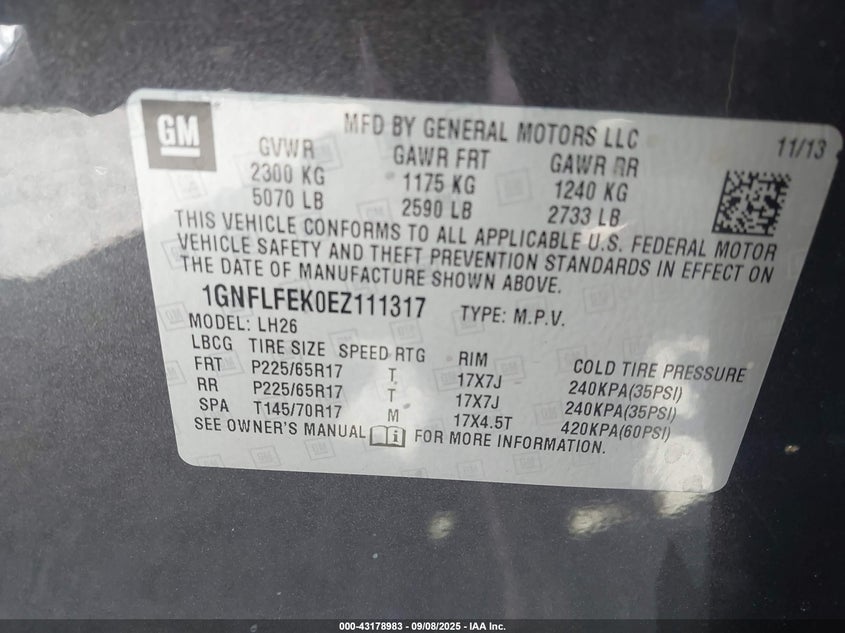 GM
MFD BY GENERAL MOTORS LLC
11/13
GVWR GAWR FRT GAWR RR
2300 KG 1175 KG 1240 KG
5070 LB 2590 LB 2733 LB
THIS VEHICLE CONFORMS TO ALL APPLICABLE U.S. FEDERAL MOTOR
VEHICLE SAFETY AND THEFT PREVENTION STANDARDS IN EFFECT ON
THE DATE OF MANUFACTURE SHOWN ABOVE.
1GNFLFEK0EZ111317 TYPE: M.P.V.
MODEL: LH26
LBCG TIRE SIZE SPEED RTG RIM COLD TIRE PRESSURE
FRT P225/65R17 T 17X7J 240KPA(35PSI)
RR P225/65R17 T 17X7J 240KPA(35PSI)
SPA T145/70R17 M 17X4.5T 420KPA(60PSI)
SEE OWNER'S MANUAL FOR MORE INFORMATION.
000-43178983 - 09/08/2025 - IAA Inc.